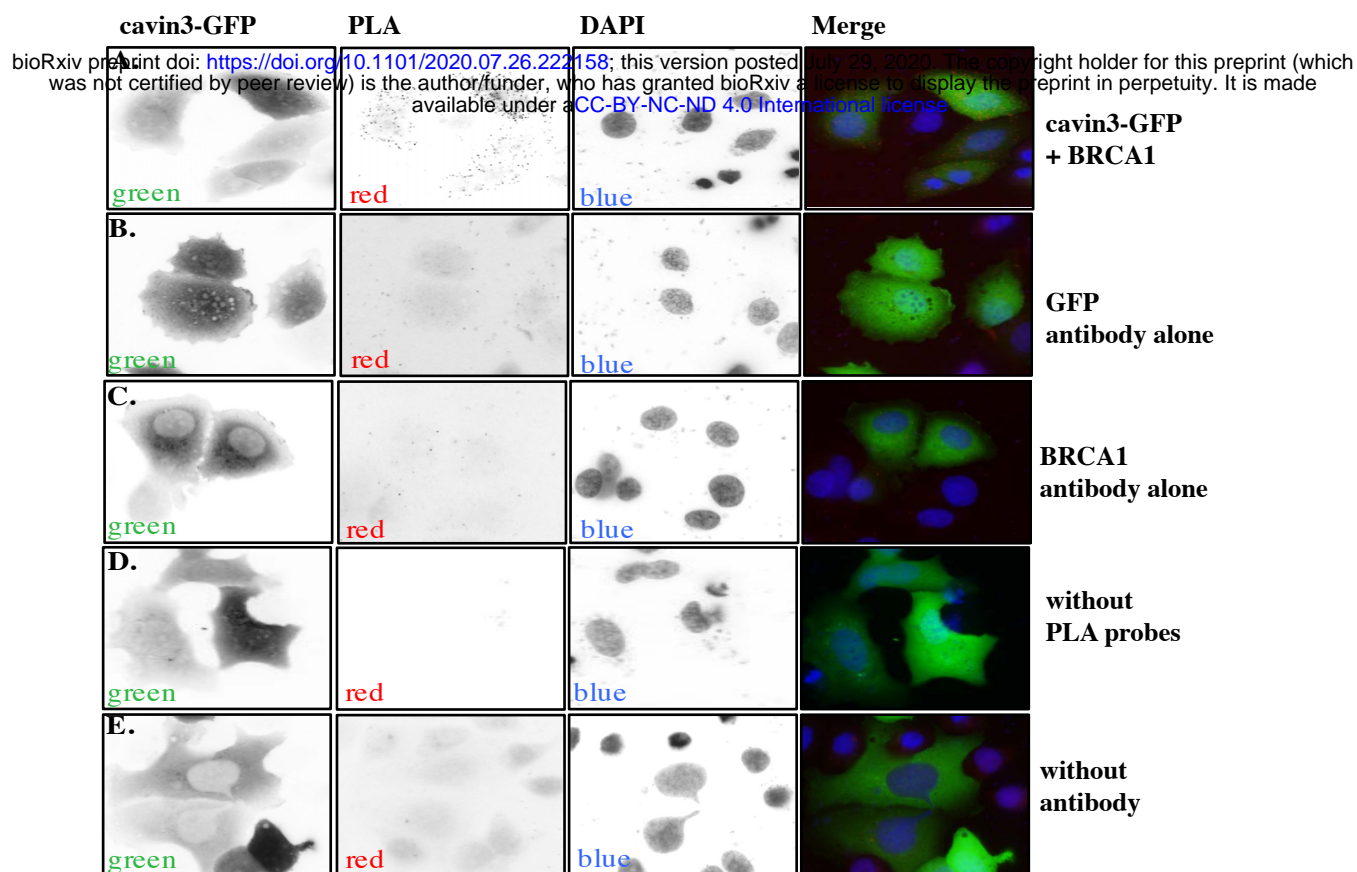 cavin3-GFP PLA DAPI Merge
A.
bioRxiv preprint doi: https://doi.org/10.1101/2020.07.26.222158; this version posted July 29, 2020. The copyright holder for this preprint (which
was not certified by peer review) is the author/funder, who has granted bioRxiv a license to display the preprint in perpetuity. It is made
available under aCC-BY-NC-ND 4.0 International license
cavin3-GFP
+ BRCA1
green red blue
B.
GFP
antibody alone
green red blue
C.
BRCA1
antibody alone
green red blue
D.
without
PLA probes
green red blue
E.
without
antibody
green red blue